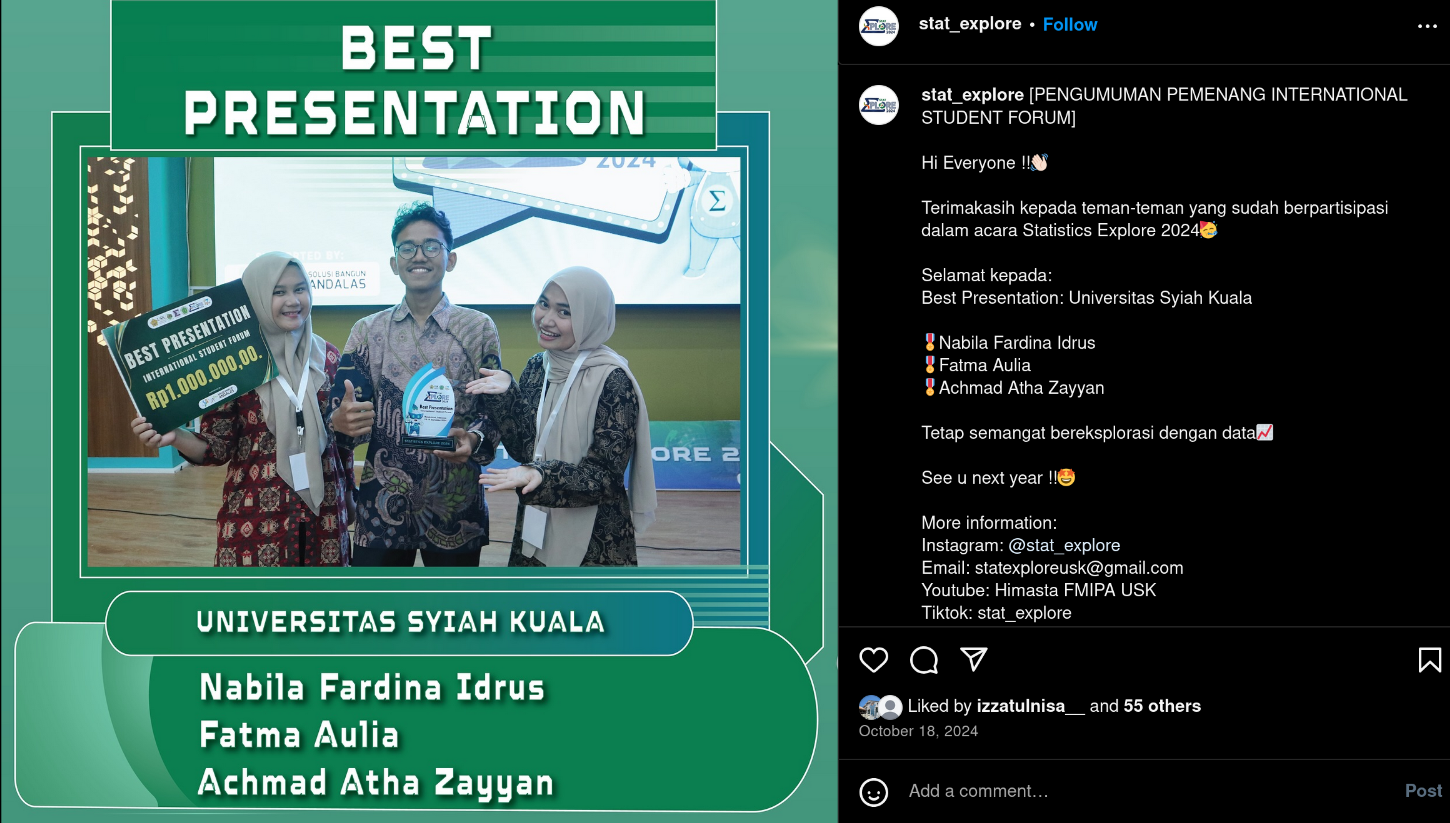 BEST
PRESENTATION
2024
Σ
SOLUSI BANGUN
ANDALAS
BEST PRESENTATION
INTERNATIONAL STUDENT FORUM
Rp1.000.000,00.
EXPLORE
Best Presentation
STATISTICS EXPLORE 2024
ORE 2
UNIVERSITAS SYIAH KUALA
Nabila Fardina Idrus
Fatma Aulia
Achmad Atha Zayyan
stat_explore • Follow
stat_explore [PENGUMUMAN PEMENANG INTERNATIONAL
STUDENT FORUM]
Hi Everyone !!👋🏻
Terimakasih kepada teman-teman yang sudah berpartisipasi
dalam acara Statistics Explore 2024🥳
Selamat kepada:
Best Presentation: Universitas Syiah Kuala
🎖️Nabila Fardina Idrus
🎖️Fatma Aulia
🎖️Achmad Atha Zayyan
Tetap semangat bereksplorasi dengan data📈
See u next year !!🤩
More information:
Instagram: @stat_explore
Email: statexploreusk@gmail.com
Youtube: Himasta FMIPA USK
Tiktok: stat_explore
Liked by izzatulnisa__ and 55 others
October 18, 2024
Add a comment…
Post